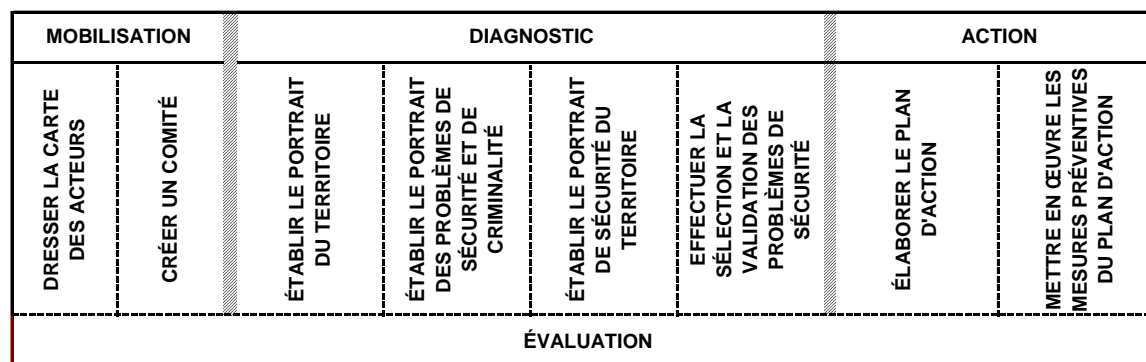 MOBILISATION
DIAGNOSTIC
ACTION
DRESSER LA CARTE
DES ACTEURS
CRÉER UN COMITÉ
ÉTABLIR LE PORTRAIT
DU TERRITOIRE
ÉTABLIR LE PORTRAIT
DES PROBLÈMES DE
SÉCURITÉ ET DE
CRIMINALITÉ
ÉTABLIR LE PORTRAIT
DE SÉCURITÉ DU
TERRITOIRE
EFFECTUER LA
SÉLECTION ET LA
VALIDATION DES
PROBLÈMES DE
SÉCURITÉ
ÉLABORER LE PLAN
D'ACTION
METTRE EN ŒUVRE LES
MESURES PRÉVENTIVES
DU PLAN D'ACTION
ÉVALUATION